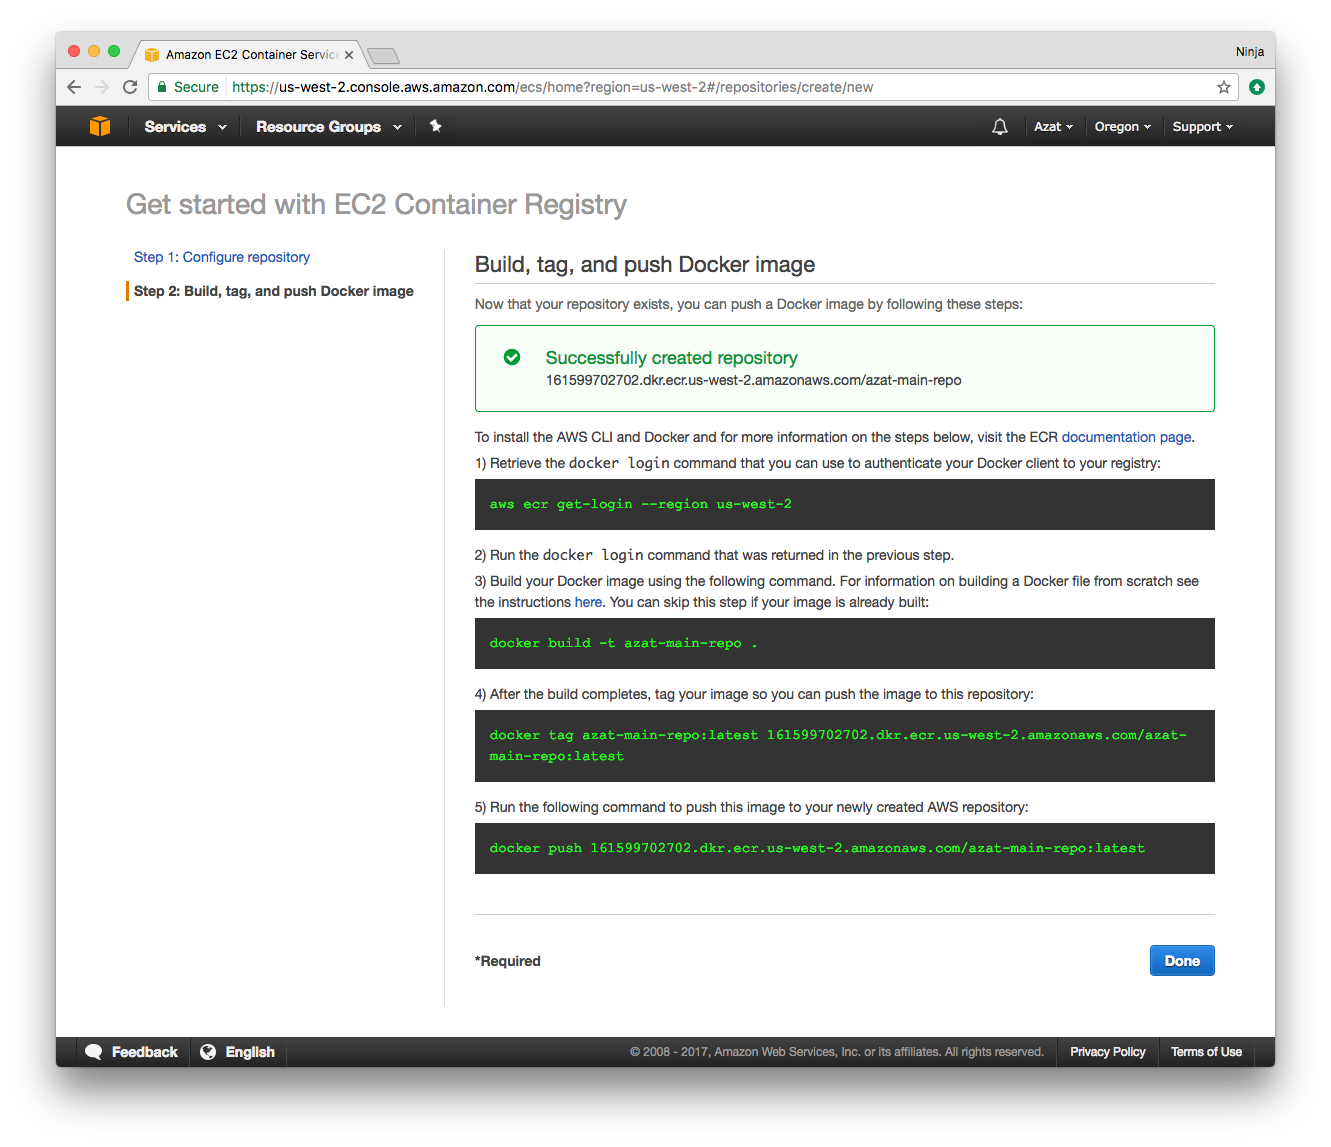 Amazon EC2 Container Servic
Ninja
Secure
https://us-west-2.console.aws.amazon.com/ecs/home?region=us-west-2#/repositories/create/new
Services
Resource Groups
Azat
Oregon
Support
Get started with EC2 Container Registry
Step 1: Configure repository
Step 2: Build, tag, and push Docker image
Build, tag, and push Docker image
Now that your repository exists, you can push a Docker image by following these steps:
Successfully created repository
161599702702.dkr.ecr.us-west-2.amazonaws.com/azat-main-repo
To install the AWS CLI and Docker and for more information on the steps below, visit the ECR documentation page.
1) Retrieve the docker login command that you can use to authenticate your Docker client to your registry:
aws ecr get-login --region us-west-2
2) Run the docker login command that was returned in the previous step.
3) Build your Docker image using the following command. For information on building a Docker file from scratch see
the instructions here. You can skip this step if your image is already built:
docker build -t azat-main-repo .
4) After the build completes, tag your image so you can push the image to this repository:
docker tag azat-main-repo:latest 161599702702.dkr.ecr.us-west-2.amazonaws.com/azat-
main-repo:latest
5) Run the following command to push this image to your newly created AWS repository:
docker push 161599702702.dkr.ecr.us-west-2.amazonaws.com/azat-main-repo:latest
*Required
Done
Feedback
English
© 2008 - 2017, Amazon Web Services, Inc. or its affiliates. All rights reserved.
Privacy Policy
Terms of Use